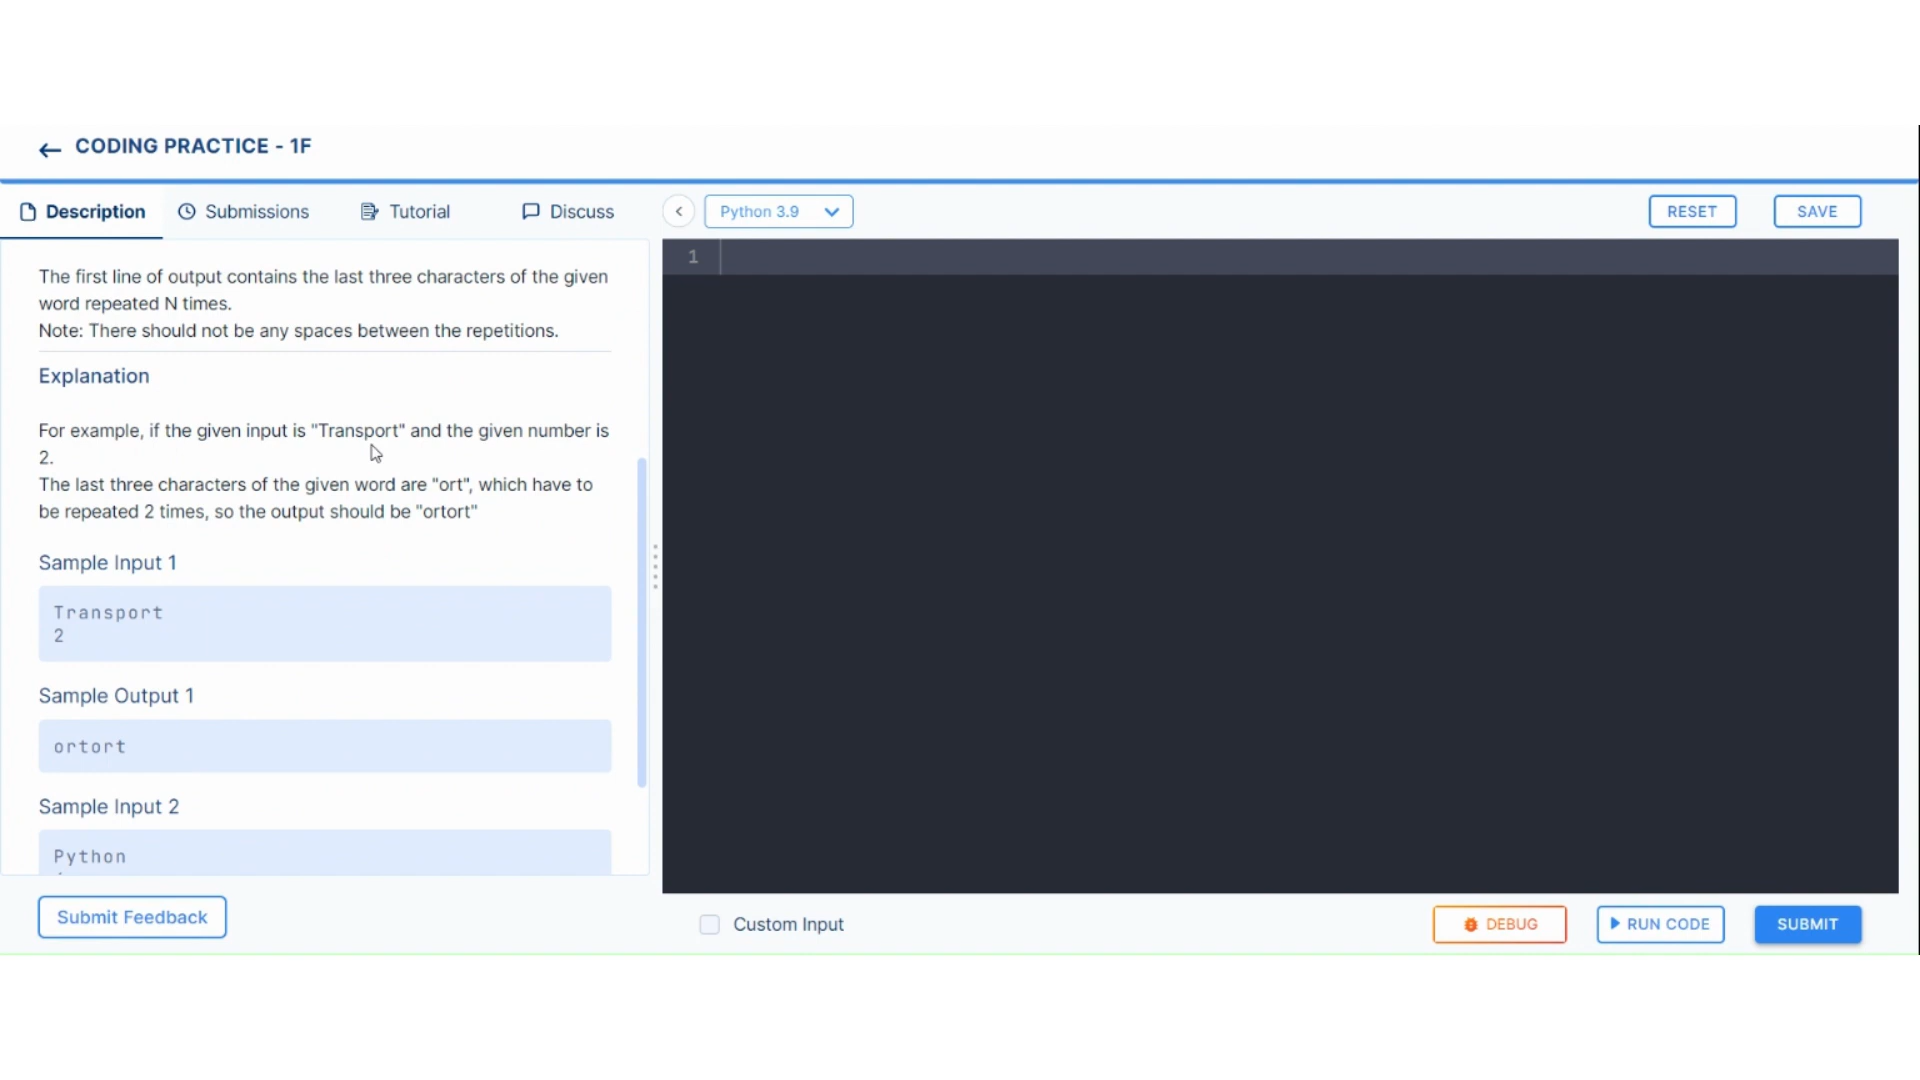 CODING PRACTICE - 1F
Description
Submissions
Tutorial
Discuss
Python 3.9
RESET
SAVE
The first line of output contains the last three characters of the given
word repeated N times.
Note: There should not be any spaces between the repetitions.
Explanation
For example, if the given input is "Transport" and the given number is
2.
The last three characters of the given word are "ort", which have to
be repeated 2 times, so the output should be "ortort"
Sample Input 1
Transport
2
Sample Output 1
ortort
Sample Input 2
Python
1
Submit Feedback
Custom Input
DEBUG
RUN CODE
SUBMIT